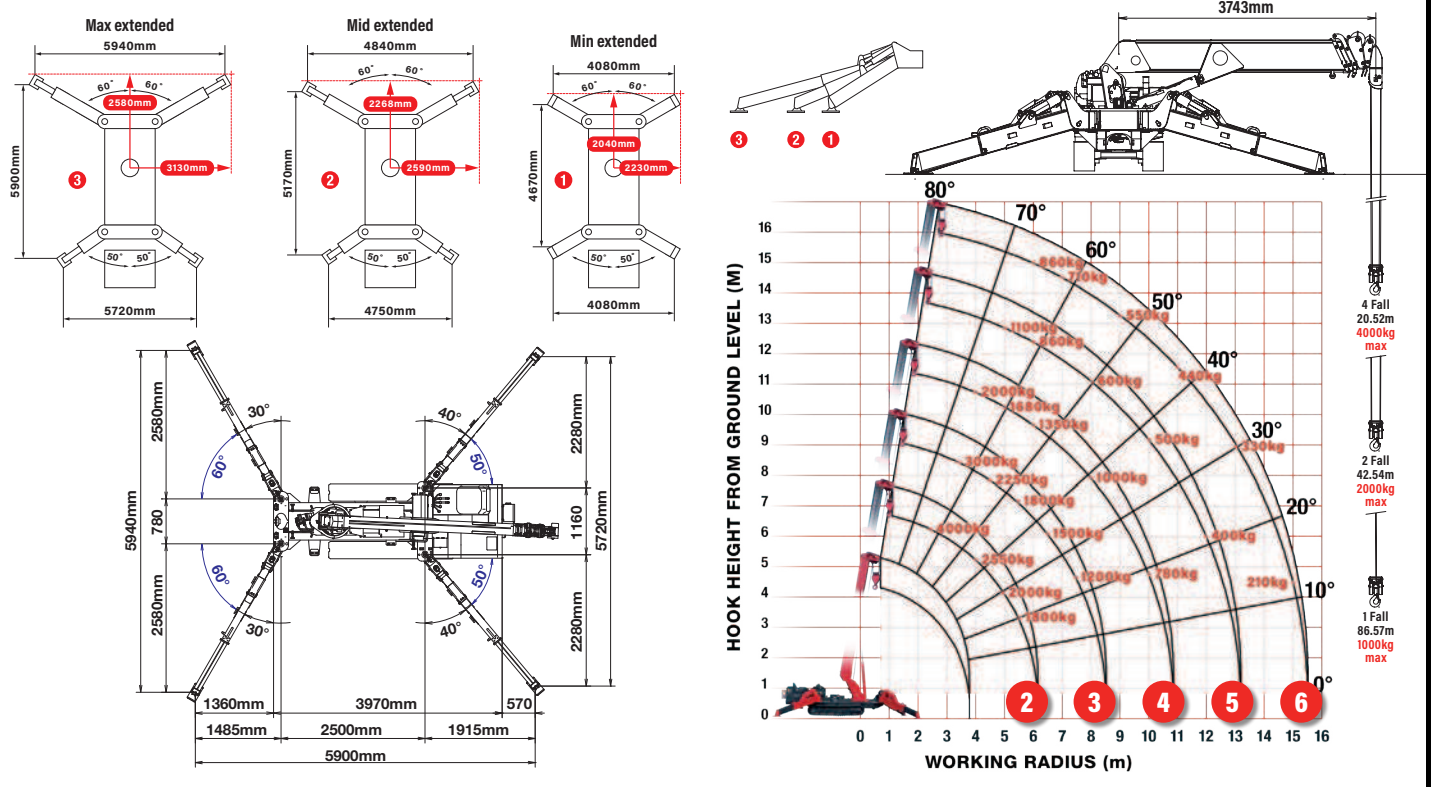 Max extended
5940mm
60°
60°
2580mm
3130mm
5900mm
3
50°
50°
5720mm
Mid extended
4840mm
60°
60°
2268mm
2590mm
5170mm
2
50°
50°
4750mm
Min extended
4080mm
60°
60°
2040mm
2230mm
4670mm
1
50°
50°
4080mm
3
2
1
3743mm
5940mm
2580mm
780
2580mm
30°
60°
60°
30°
40°
50°
50°
40°
2280mm
1160
2280mm
5720mm
1360mm
3970mm
570
1485mm
2500mm
1915mm
5900mm
HOOK HEIGHT FROM GROUND LEVEL (M)
16
15
14
13
12
11
10
9
8
7
6
5
4
3
2
1
0
80°
70°
60°
50°
40°
30°
20°
10°
0°
860kg
710kg
550kg
440kg
330kg
210kg
1100kg
860kg
600kg
500kg
400kg
2000kg
1680kg
1350kg
1000kg
780kg
3000kg
2250kg
1800kg
1500kg
1200kg
4000kg
2550kg
2000kg
1800kg
2
3
4
5
6
0 1 2 3 4 5 6 7 8 9 10 11 12 13 14 15 16
WORKING RADIUS (m)
4 Fall
20.52m
4000kg
max
2 Fall
42.54m
2000kg
max
1 Fall
86.57m
1000kg
max